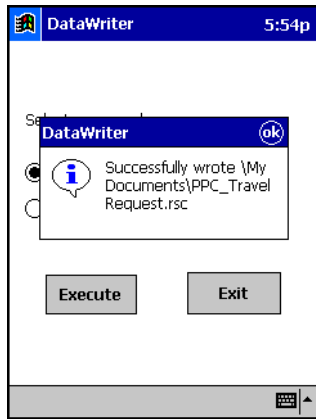 DataWriter 5:54p
DataWriter ok
Successfully wrote \My
Documents\PPC_Travel
Request.rsc
Execute Exit